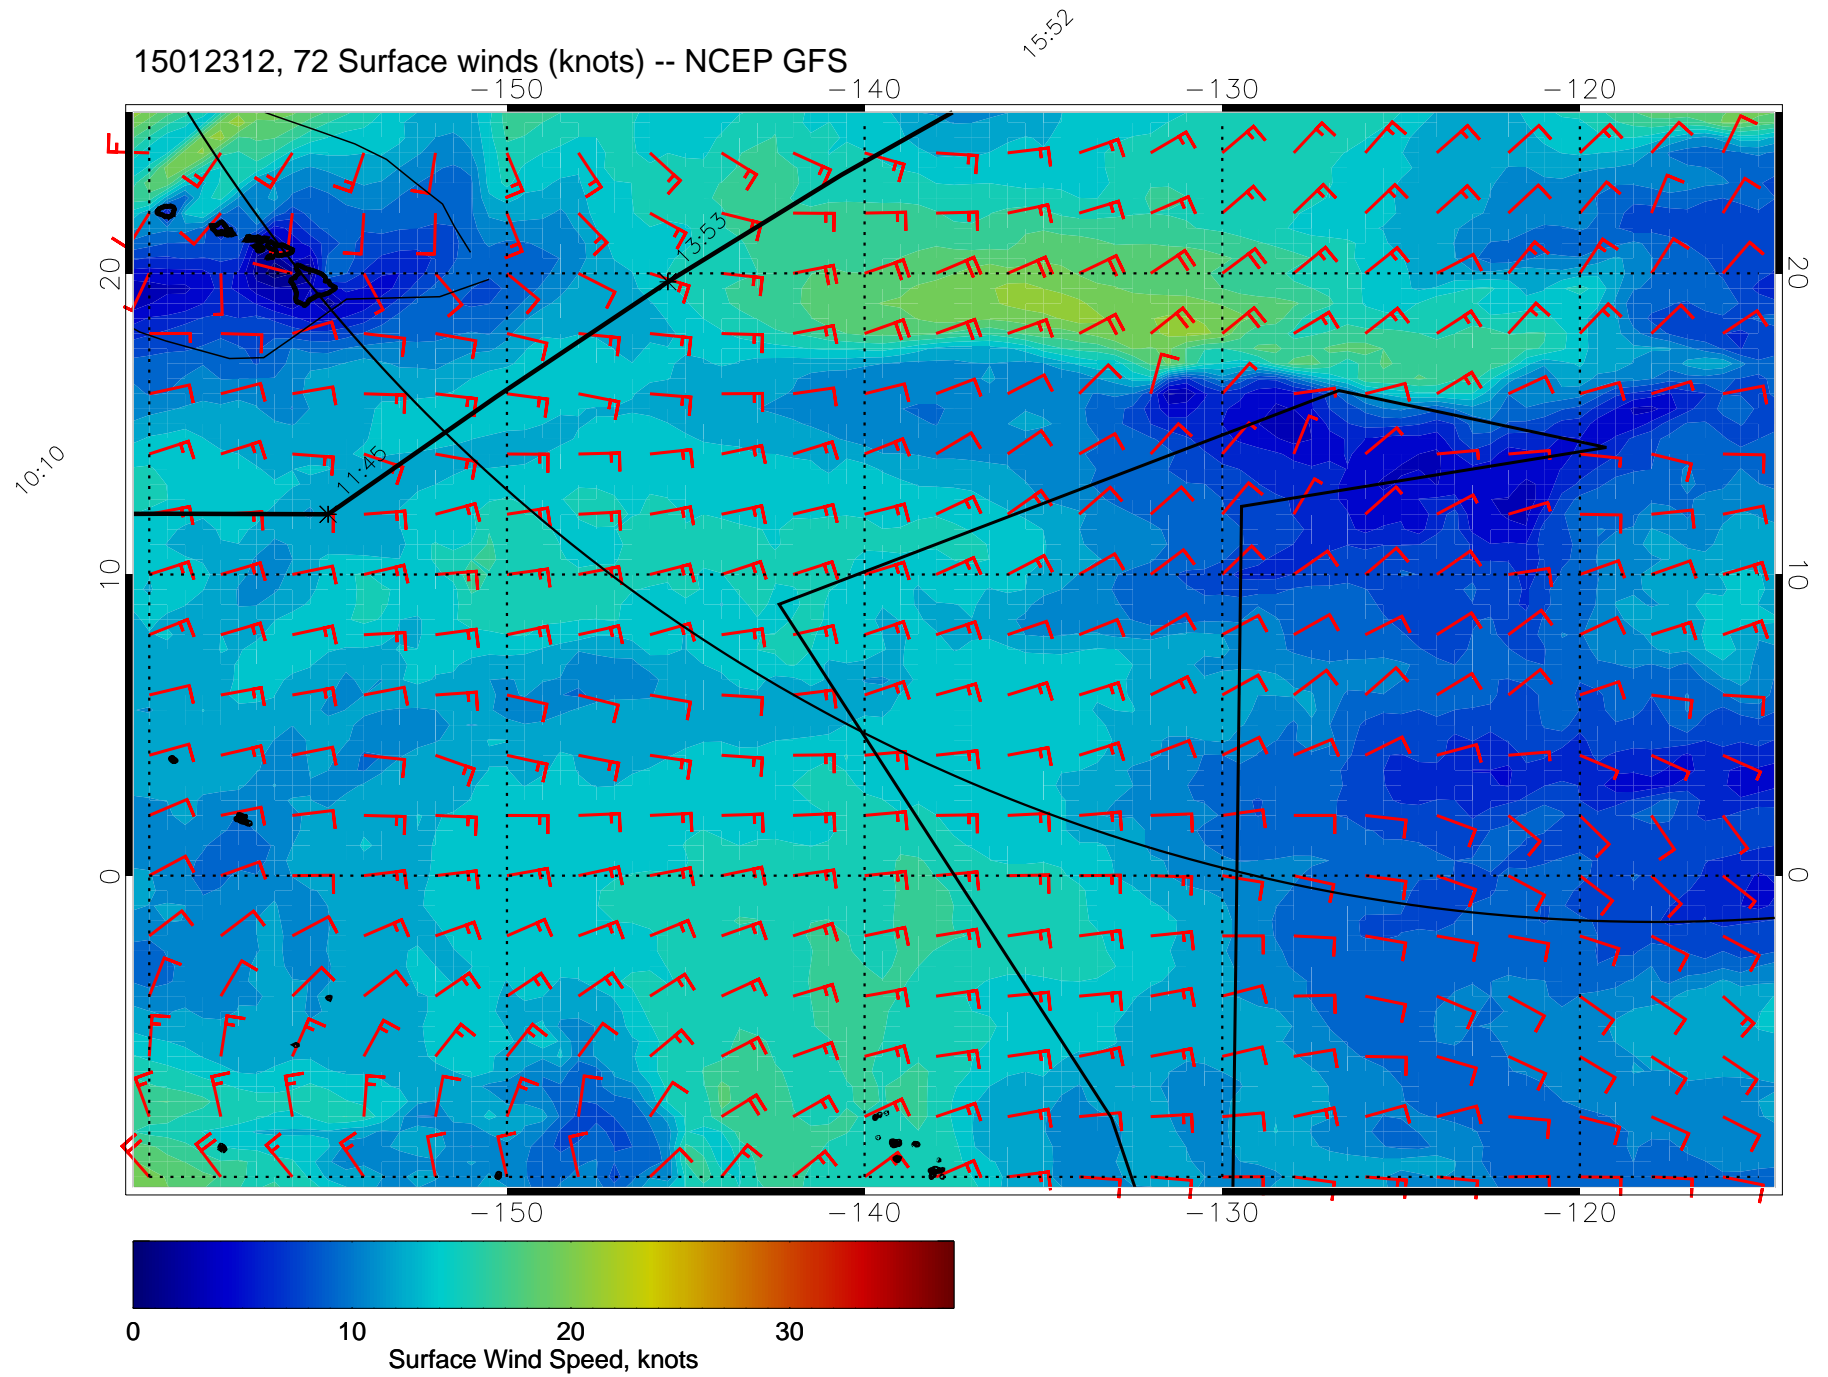 15:52
15012312, 72 Surface winds (knots) -- NCEP GFS
-150 -140 -130 -120
13:53
20 20
10:10
11:45
10 10
0 0
-150 -140 -130 -120
0 10 20 30
Surface Wind Speed, knots